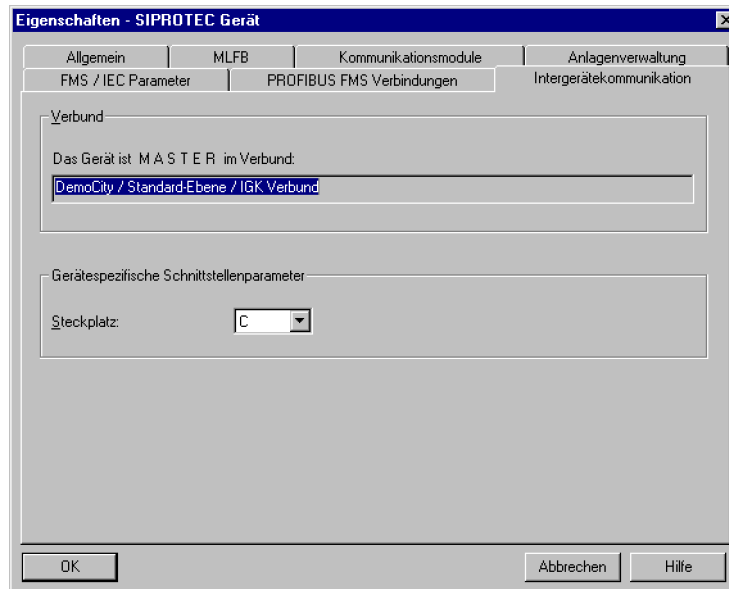 Eigenschaften - SIPROTEC Gerät
Allgemein MLFB Kommunikationsmodule Anlagenverwaltung
FMS / IEC Parameter PROFIBUS FMS Verbindungen Intergerätekommunikation
Verbund
Das Gerät ist M A S T E R im Verbund:
DemoCity / Standard-Ebene / IGK Verbund
Gerätespezifische Schnittstellenparameter
Steckplatz: C
OK Abbrechen Hilfe